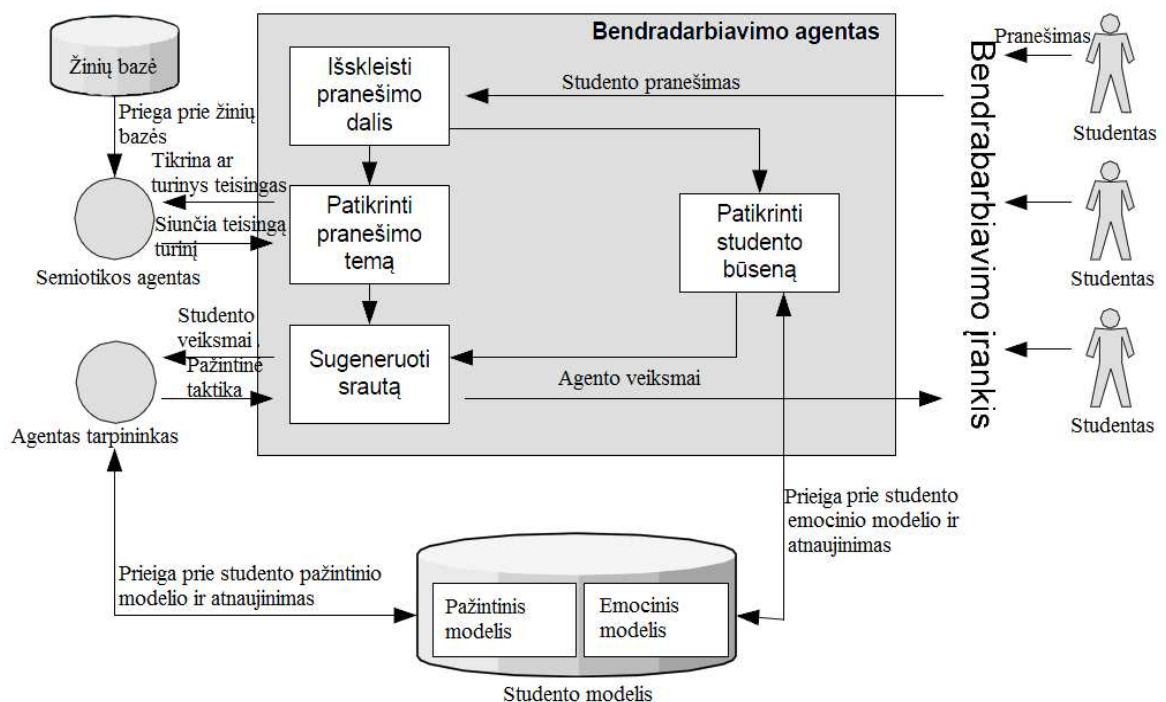 Žinių bazė
Priega prie žinių
bazės
Tikrina ar
turinys teisingas
Siunčia teisingą
turinį
Semiotikos agentas
Studento
veiksmai .
Pažintinė
taktika
Agentas tarpininkas
Bendradarbiavimo agentas
Išskleisti
pranešimo
dalis
Studento pranešimas
Patikrinti
pranešimo
temą
Patikrinti
studento
būseną
Sugeneruoti
srautą
Agento veiksmai
Bendrabarbiavimo įrankis
Pranešimas
Studentas
Studentas
Studentas
Prieiga prie studento
emocinio modelio ir
atnaujinimas
Prieiga prie studento pažintinio
modelio ir atnaujinimas
Pažintinis
modelis
Emocinis
modelis
Studento modelis